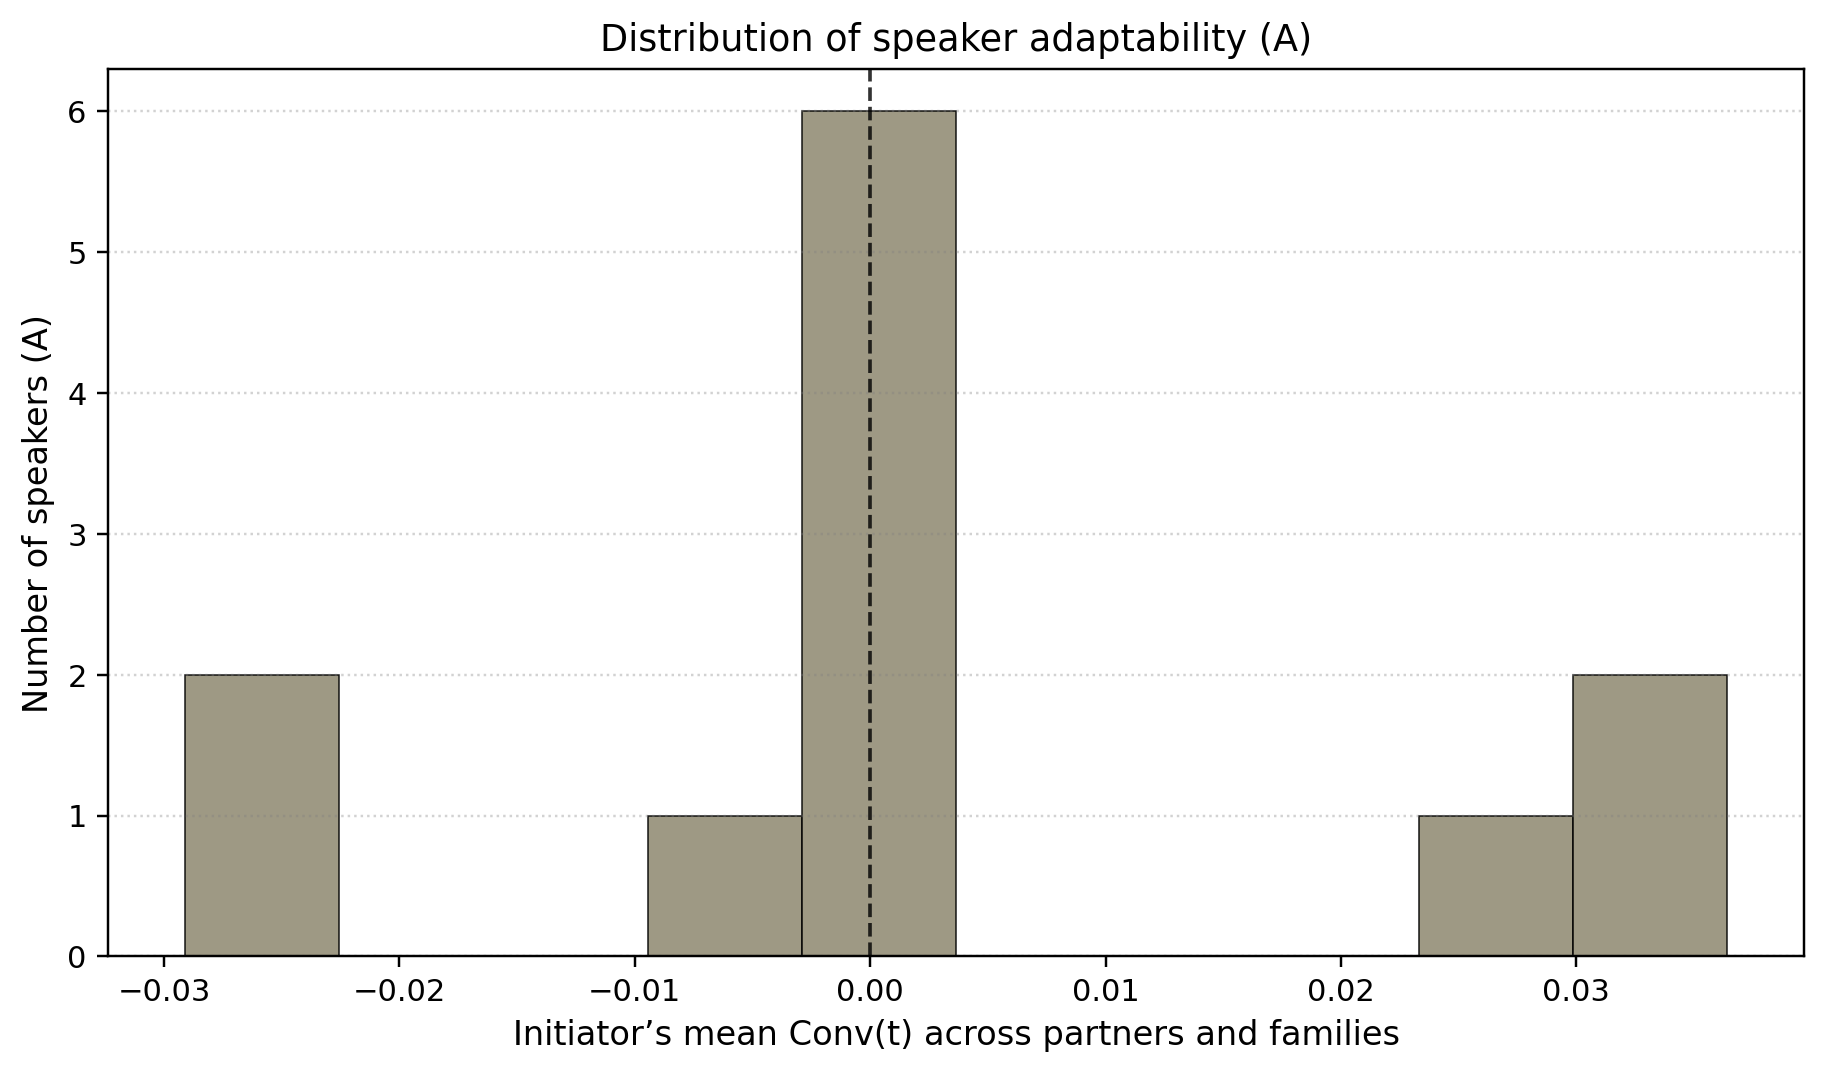 Distribution of speaker adaptability (A)
Number of speakers (A)
6
5
4
3
2
1
0
−0.03 −0.02 −0.01 0.00 0.01 0.02 0.03
Initiator’s mean Conv(t) across partners and families